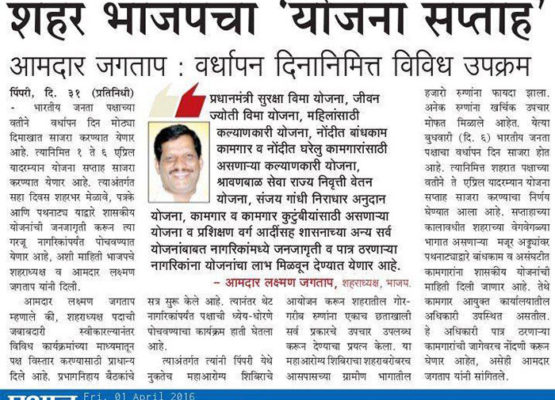 शहर भाजपचा ‘योजना सप्ताह’
आमदार जगताप : वर्धापन दिनानिमित्त विविध उपक्रम
पिंपरी, दि. ३१ (प्रतिनिधी)
- भारतीय जनता पक्षाच्या
वतीने वर्धापन दिन मोठ्या
दिमाखात साजरा करण्यात येणार
आहे. त्यानिमित्त १ ते ६ एप्रिल
यादरम्यान योजना सप्ताह साजरा
करण्यात येणार आहे. त्याअंतर्गत
सहा दिवस शहरभर मेळावे, पत्रके
आणि पथनाट्य याद्वारे शासकीय
योजनांची जनजागृती करून त्या
गरजू नागरिकांपर्यंत पोचवण्यात
येणार आहे, अशी माहिती भाजपचे
शहराध्यक्ष व आमदार लक्ष्मण
जगताप यांनी दिली.
आमदार लक्ष्मण जगताप
म्हणाले की, शहराध्यक्ष पदाची
जवाबदारी स्वीकारल्यानंतर
विविध कार्यक्रमांच्या माध्यमातून
पक्ष विस्तार करण्यासाठी प्राधान्य
दिले आहे. प्रभागनिहाय बैठकांचे
प्रधानमंत्री सुरक्षा विमा योजना, जीवन
ज्योती विमा योजना, महिलांसाठी
कल्याणकारी योजना, नोंदीत बांधकाम
कामगार व नोंदीत घरेलु कामगारांसाठी
असणाऱ्या कल्याणकारी योजना,
श्रावणबाळ सेवा राज्य निवृत्ती वेतन
योजना, संजय गांधी निराधार अनुदान
योजना, कामगार व कामगार कुटुंबीयांसाठी असणाऱ्या
योजना व प्रशिक्षण वर्ग आदींसह शासनाच्या अन्य सर्व
योजनांबाबत नागरिकांमध्ये जनजागृती व पात्र ठरणाऱ्या
नागरिकांना योजनांचा लाभ मिळवून देण्यात येणार आहे.
– आमदार लक्ष्मण जगताप, शहराध्यक्ष, भाजप.
सत्र सुरू केले आहे. त्यानंतर थेट
नागरिकांपर्यंत पक्षाची ध्येय-धोरणे
पोचवण्याचा कार्यक्रम हाती घेतला
आहे.
त्याअंतर्गत त्यांनी पिंपरी येथे
नुकतेच महाआरोग्य शिबिराचे
आयोजन करून शहरातील गोर-
गरीब रुग्णांना एकाच छताखाली
सर्व प्रकारचे उपचार उपलब्ध
करून देण्याचा प्रयत्न केला. या
महाआरोग्य शिबिराचा शहराबरोबरच
आसपासच्या ग्रामीण भागातील
हजारो रुग्णांना फायदा झाला.
अनेक रुग्णांना खर्चिक उपचार
मोफत मिळाले आहेत. येत्या
बुधवारी (दि. ६) भारतीय जनता
पक्षाचा वर्धापन दिन साजरा होत
आहे. त्यानिमित्त शहरात पक्षाच्या
वतीने ते एप्रिल यादरम्यान योजना
सप्ताह साजरा करण्याचा निर्णय
घेण्यात आला आहे. सप्ताहाच्या
कालावधीत शहराच्या वेगवेगळ्या
भागात असणाऱ्या मजूर अड्ड्यांवर
पथनाट्याद्वारे बांधकाम व असंघटीत
कामगारांना शासकीय योजनांची
माहिती दिली जाणार आहे. तेथे
कामगार आयुक्त कार्यालयातील
अधिकारी उपस्थित असतील.
हे अधिकारी पात्र ठरणाऱ्या
कामगारांची जागेवरच नोंदणी करून
घेणार आहेत, असेही आमदार
जगताप यांनी सांगितले.
Fri, 01 April 2016